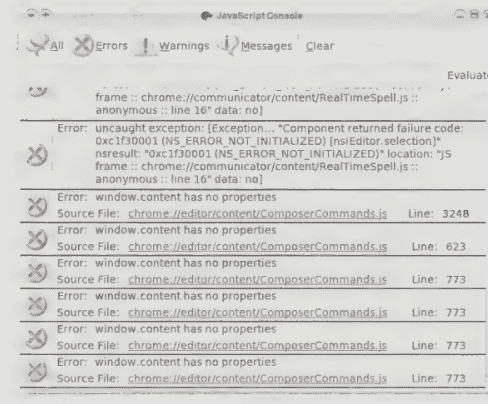 JavaScript Console
All Errors Warnings Messages Clear
Evaluat
frame :: chrome://communicator/content/RealTimeSpell.js ::
anonymous :: line 16" data: no]
Error: uncaught exception: [Exception... "Component returned failure code:
0xc1f30001 (NS_ERROR_NOT_INITIALIZED) [nsIEditor.selection]"
nsresult: "0xc1f30001 (NS_ERROR_NOT_INITIALIZED)" location: "JS
frame :: chrome://communicator/content/RealTimeSpell.js ::
anonymous :: line 16" data: no]
Error: window.content has no properties
Source File: chrome://editor/content/ComposerCommands.js Line: 3248
Error: window.content has no properties
Source File: chrome://editor/content/ComposerCommands.js Line: 623
Error: window.content has no properties
Source File: chrome://editor/content/ComposerCommands.js Line: 773
Error: window.content has no properties
Source File: chrome://editor/content/ComposerCommands.js Line: 773
Error: window.content has no properties
Source File: chrome://editor/content/ComposerCommands.js Line: 773
Error: window.content has no properties
Source File: chrome://editor/content/ComposerCommands.js Line: 773